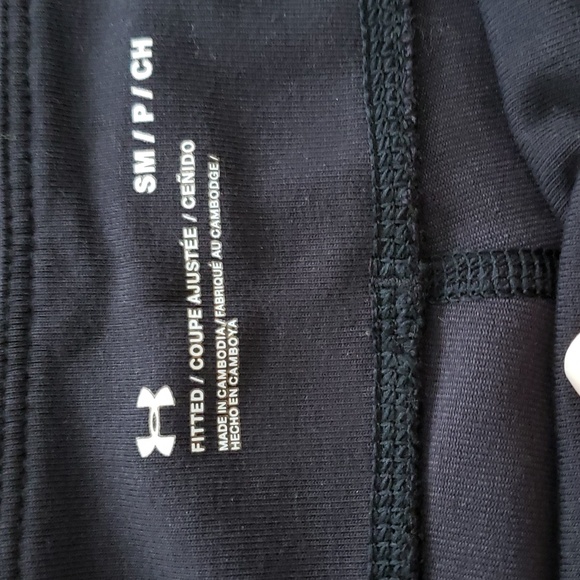 SM / P / CH
FITTED / COUPE AJUSTÉE / CEÑIDO
MADE IN CAMBODIA / FABRIQUÉ AU CAMBODGE /
HECHO EN CAMBOYA